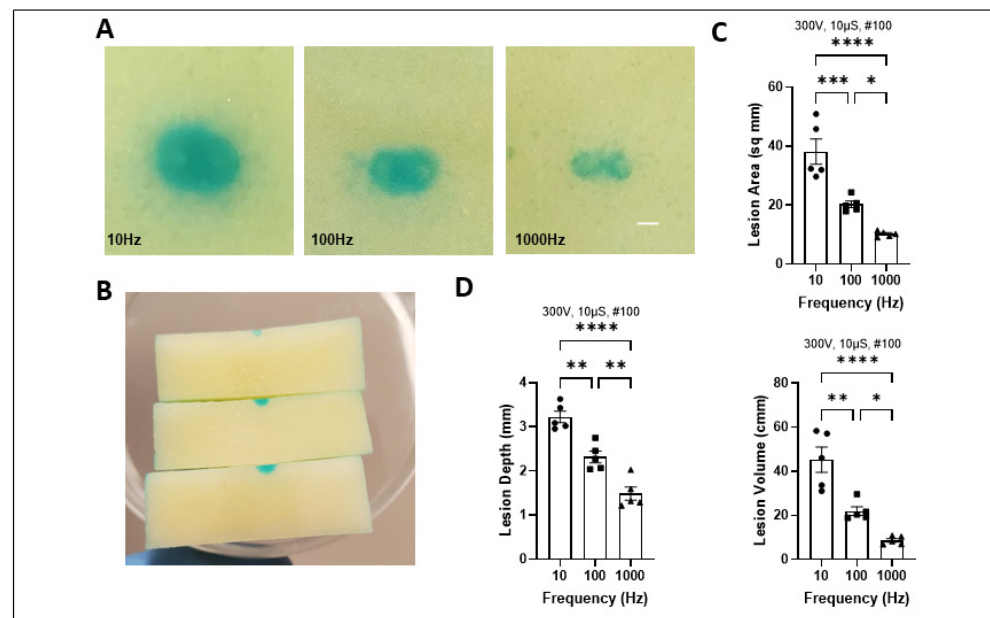 A
10Hz
100Hz
1000Hz
B
C
300V, 10µS, #100
****
*** *
60
40
20
0
Lesion Area (sq mm)
10 100 1000
Frequency (Hz)
D
300V, 10µS, #100
****
** **
4
3
2
1
0
Lesion Depth (mm)
10 100 1000
Frequency (Hz)
300V, 10µS, #100
****
** *
80
60
40
20
0
Lesion Volume (cmm)
10 100 1000
Frequency (Hz)